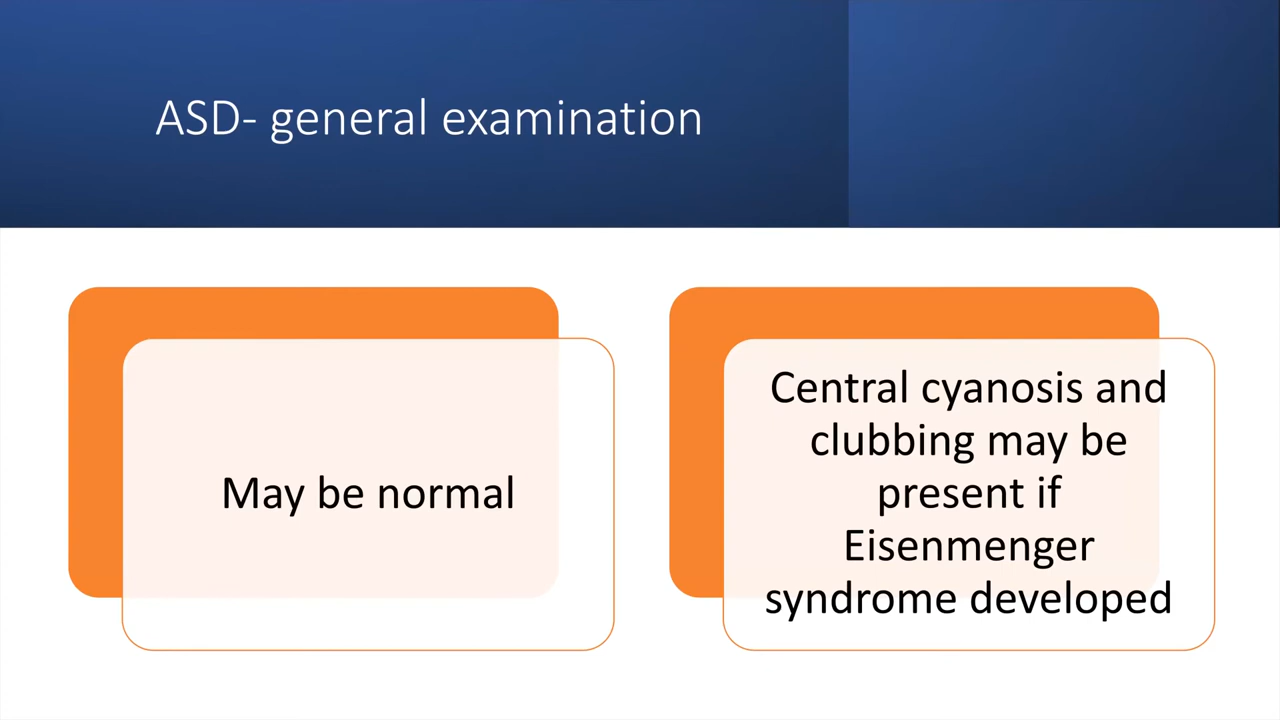 ASD- general examination
May be normal
Central cyanosis and
clubbing may be
present if
Eisenmenger
syndrome developed